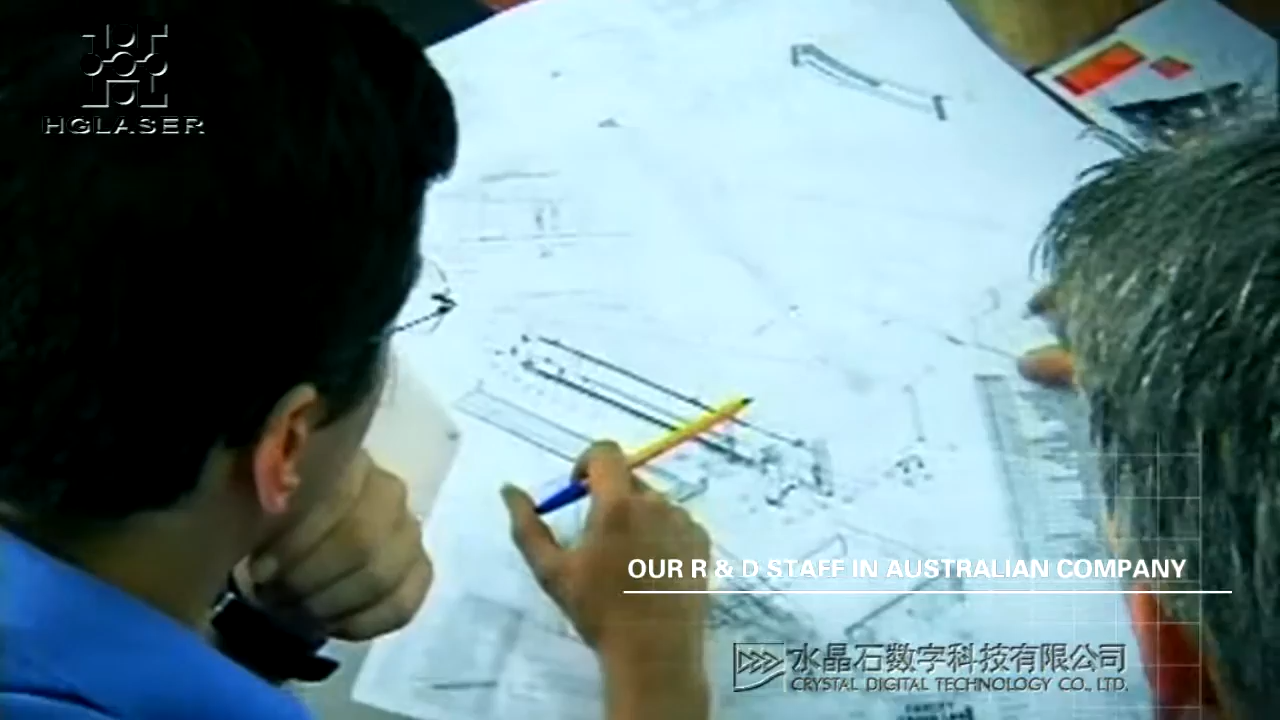 HGLASER
OUR R & D STAFF IN AUSTRALIAN COMPANY
水晶石数字科技有限公司
CRYSTAL DIGITAL TECHNOLOGY CO., LTD.